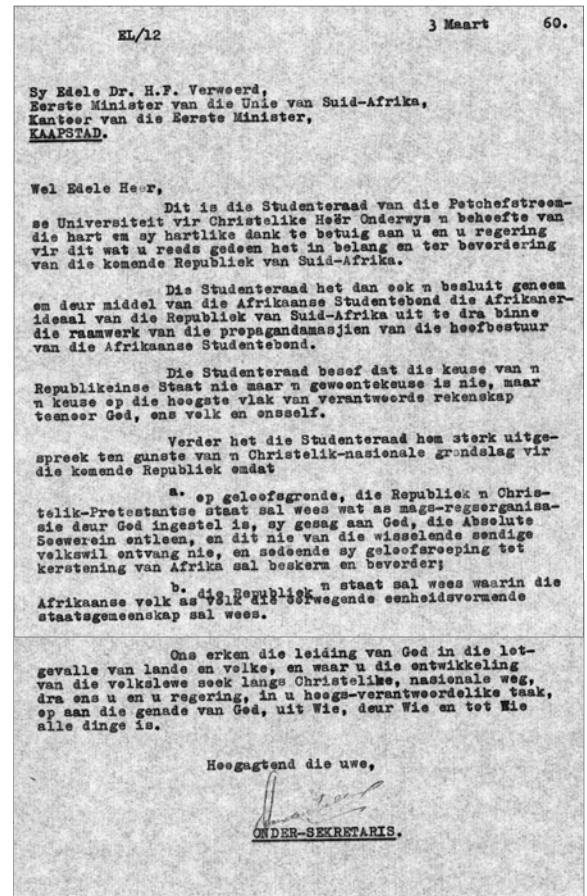 EL/12
3 Maart 60.
Sy Edele Dr. H.F. Verwoerd,
Eerste Minister van die Unie van Suid-Afrika,
Kantoor van die Eerste Minister,
KAAPSTAD.
Wel Edele Heer,
Dit is die Studenteraad van die Potchefstroom-
se Universiteit vir Christelike Hoër Onderwys n behoefte van
die hart om sy hartlike dank te betuig aan u en u regering
vir dit wat u reeds gedoen het in belang en ter bevordering
van die komende Republiek van Suid-Afrika.
Die Studenteraad het dan ook n besluit geneem
om deur middel van die Afrikaanse Studentebond die Afrikaner-
ideaal van die Republiek van Suid-Afrika uit te dra binne
die raamwerk van die propagandamasjien van die hoofbestuur
van die Afrikaanse Studentebond.
Die Studenteraad besef dat die keuse van n
Republikeinse Staat nie maar n gewoontekeuse is nie, maar
n keuse op die hoogste vlak van verantwoorde rekenskap
teenoor God, ons volk en onsself.
Verder het die Studenteraad hom sterk uitge-
spreek ten gunste van n Christelik-nasionale grondslag vir
die komende Republiek omdat
a. op geloofsgronde, die Republiek n Chris-
telik-Protestantse staat sal wees wat as mags-regsorganisa-
sie deur God ingestel is, sy gesag aan God, die Absolute
Soewerein ontleen, en dit nie van die wisselende sondige
volkswil ontvang nie, en sodoende sy geloofsroeping tot
kerstening van Afrika sal beskerm en bevorder;
b. die Republiek n staat sal wees waarin die
Afrikaanse volk as volk die oorwegende eenheidsvormende
staatsgemeenskap sal wees.
Ons erken die leiding van God in die lot-
gevalle van lande en volke, en waar u die ontwikkeling
van die volkslewe soek langs Christelike, nasionale weg,
dra ons u en u regering, in u hoogs-verantwoordelike taak,
op aan die genade van God, uit Wie, deur Wie en tot Wie
alle dinge is.
Hoogagtend die uwe,
ONDER-SEKRETARIS.